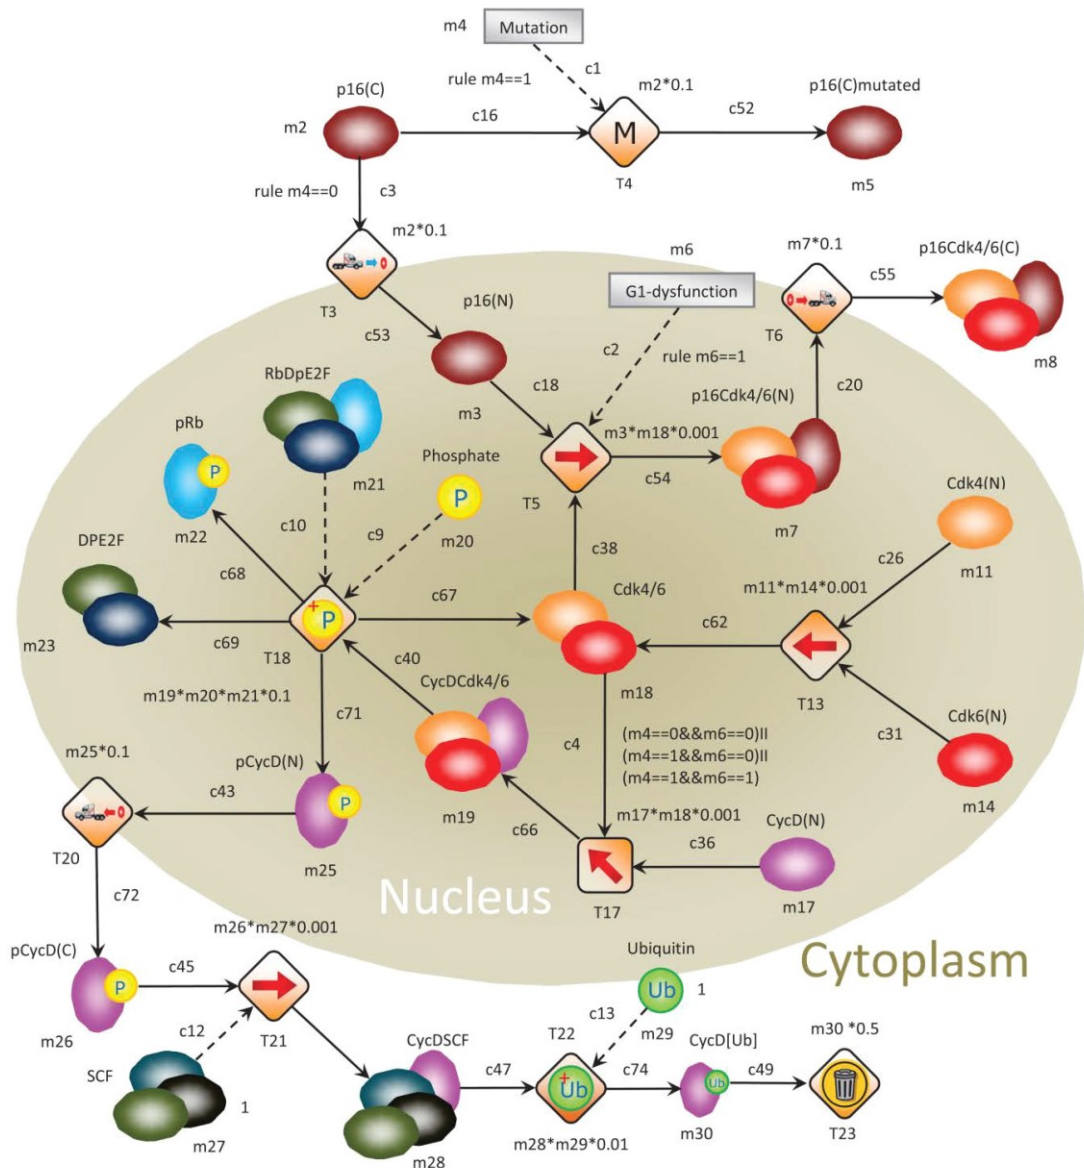 m4
Mutation
c1
rule m4==1
m2*0.1
p16(C)
p16(C)mutated
m2
c16
M
c52
T4
m5
rule m4==0
c3
m2*0.1
T3
c53
m6
G1-dysfunction
m7*0.1
p16Cdk4/6(C)
c55
T6
m8
p16(N)
m3
c18
c2
rule m6==1
c20
p16Cdk4/6(N)
RbDpE2F
m21
pRb
P
m22
Phosphate
P
m20
m3*m18*0.001
T5
c54
m7
Cdk4(N)
m11
c10
c9
c38
c26
DPE2F
m23
c68
c67
Cdk4/6
m11*m14*0.001
+
P
c69
T18
c62
m18
T13
m19*m20*m21*0.1
c40
CycDCdk4/6
c71
c4
(m4==0&&m6==0)II
(m4==1&&m6==0)II
(m4==1&&m6==1)
Cdk6(N)
c31
m14
m25*0.1
pCycD(N)
c43
P
m25
m19
c66
m17*m18*0.001
CycD(N)
c36
T20
T17
m17
Nucleus
c72
m26*m27*0.001
Cytoplasm
pCycD(C)
P
m26
c45
T21
Ubiquitin
Ub
1
m29
c13
c12
SCF
1
m27
CycDSCF
m28
c47
T22
+
Ub
m28*m29*0.01
c74
CycD[Ub]
Ub
m30
c49
m30 *0.5
T23